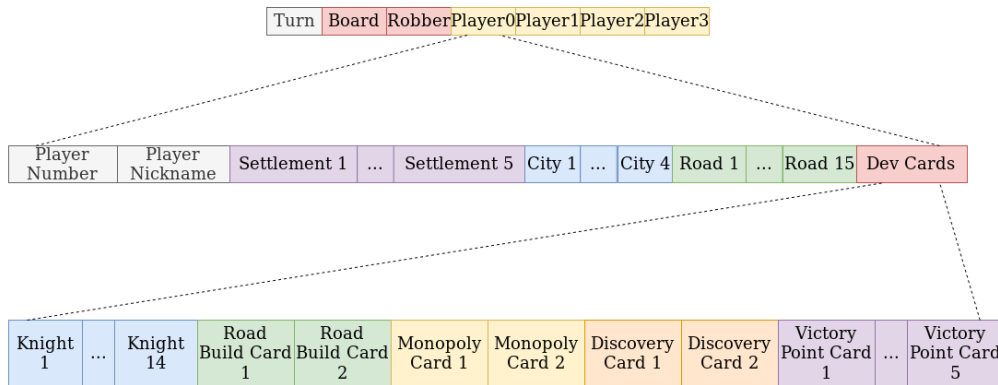 Turn Board Robber Player0 Player1 Player2 Player3
Player Number Player Nickname Settlement 1 ... Settlement 5 City 1 ... City 4 Road 1 ... Road 15 Dev Cards
Knight 1 ... Knight 14 Road Build Card 1 Road Build Card 2 Monopoly Card 1 Monopoly Card 2 Discovery Card 1 Discovery Card 2 Victory Point Card 1 ... Victory Point Card 5